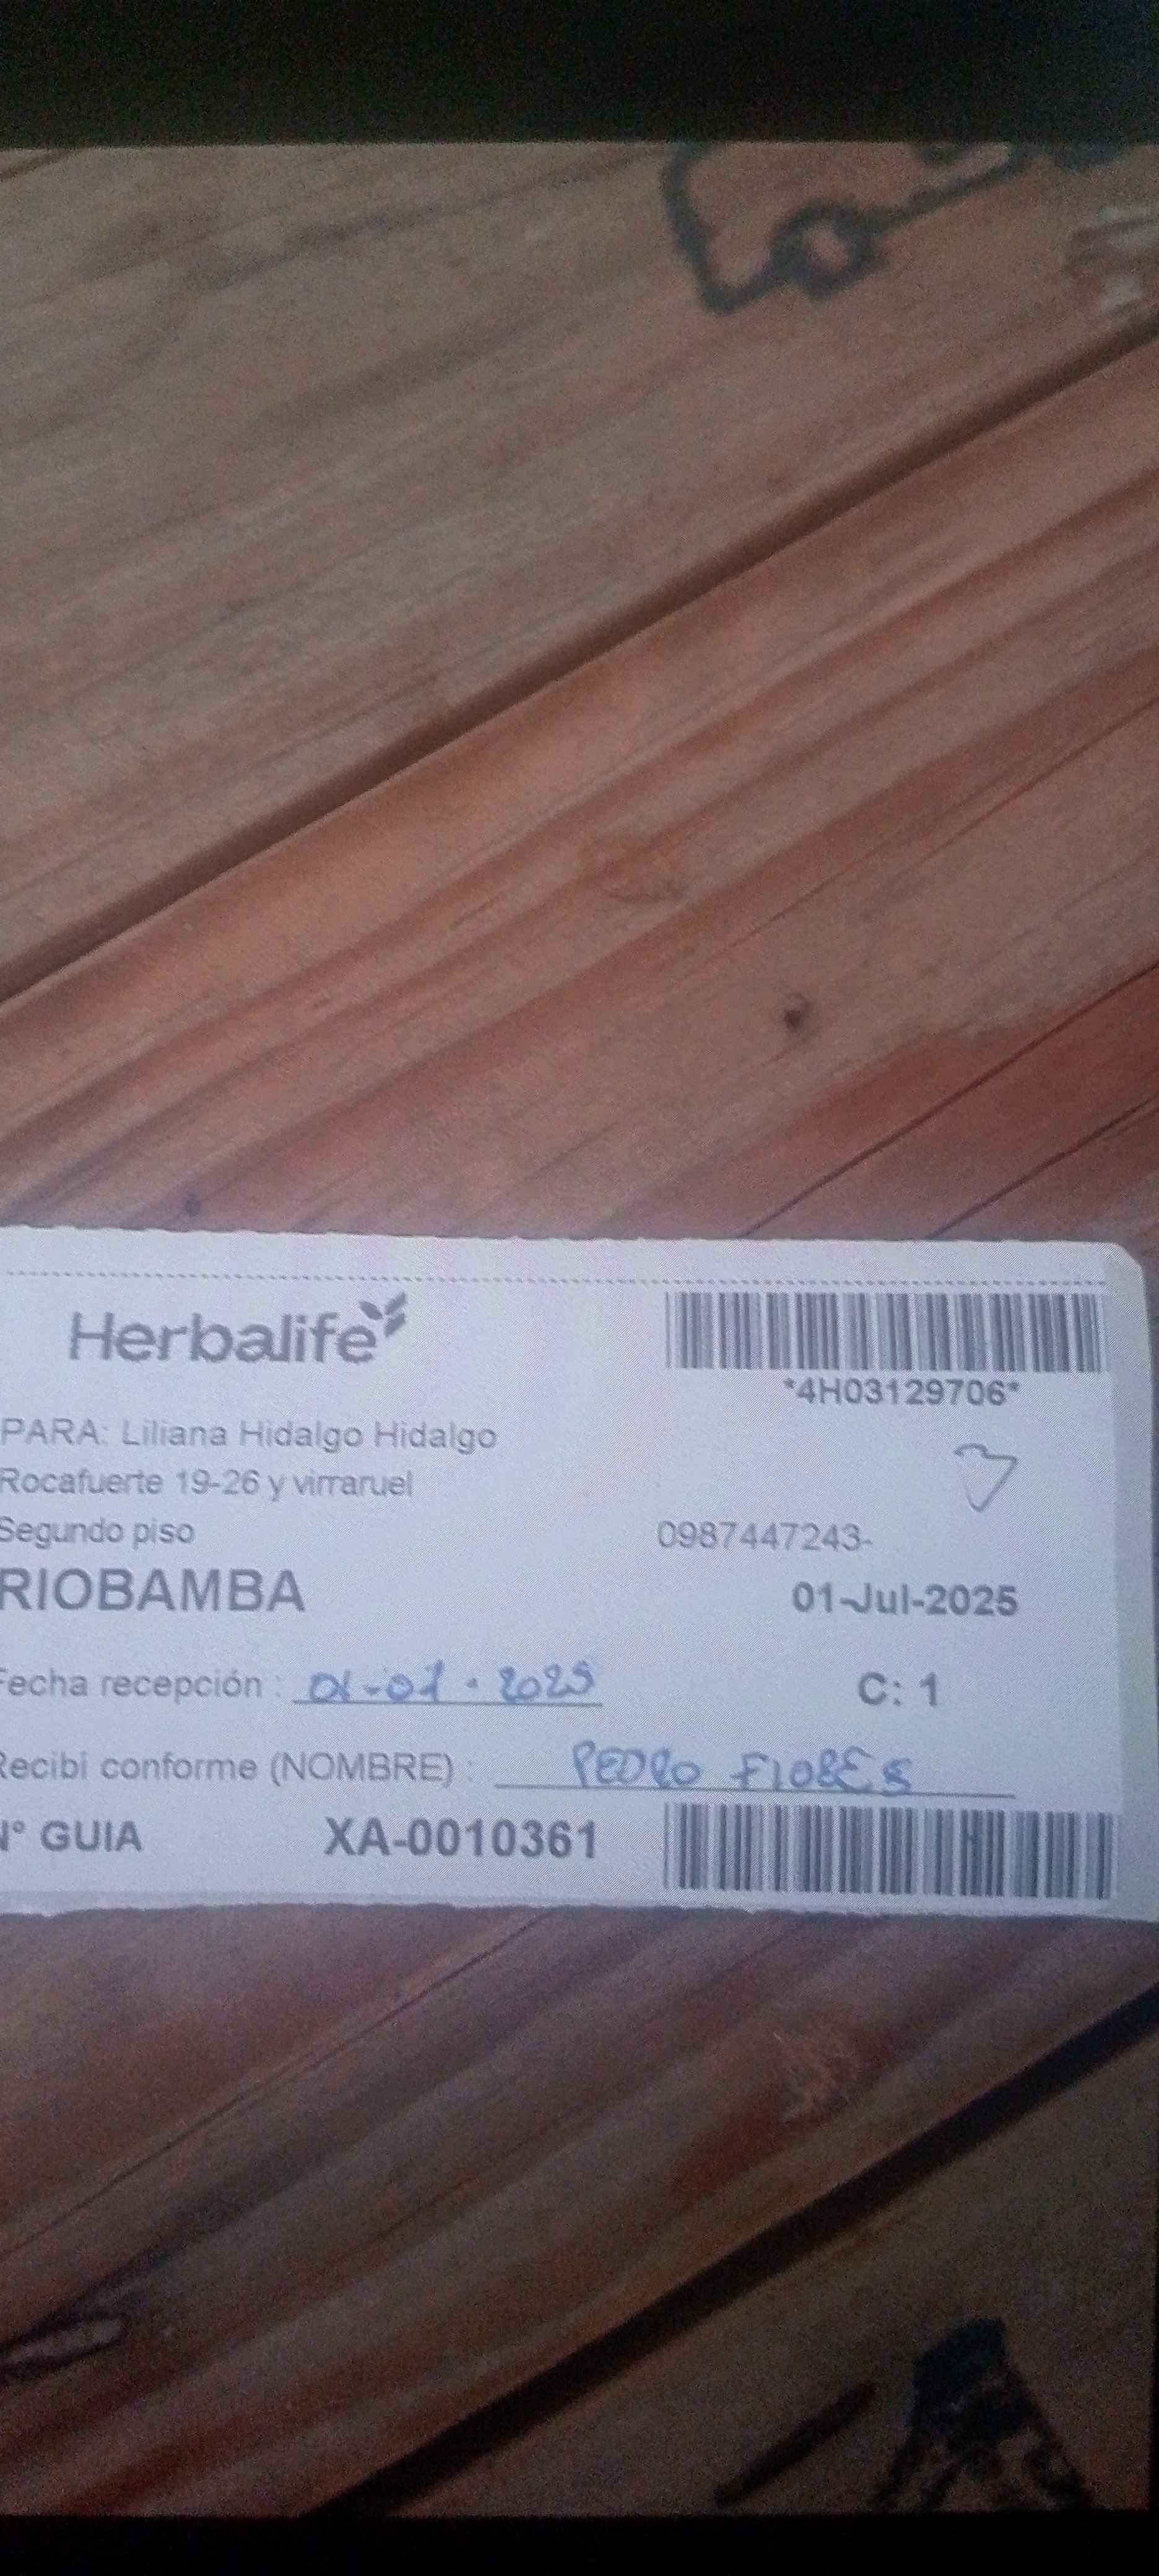 Herbalife
*4H03129706*
PARA: Liliana Hidalgo Hidalgo
Rocafuerte 19-26 y virraruel
Segundo piso
0987447243-
RIOBAMBA
01-Jul-2025
Fecha recepción : 01-07-2025
C: 1
Recibí conforme (NOMBRE) : PEDRO FLORES
N° GUIA XA-0010361